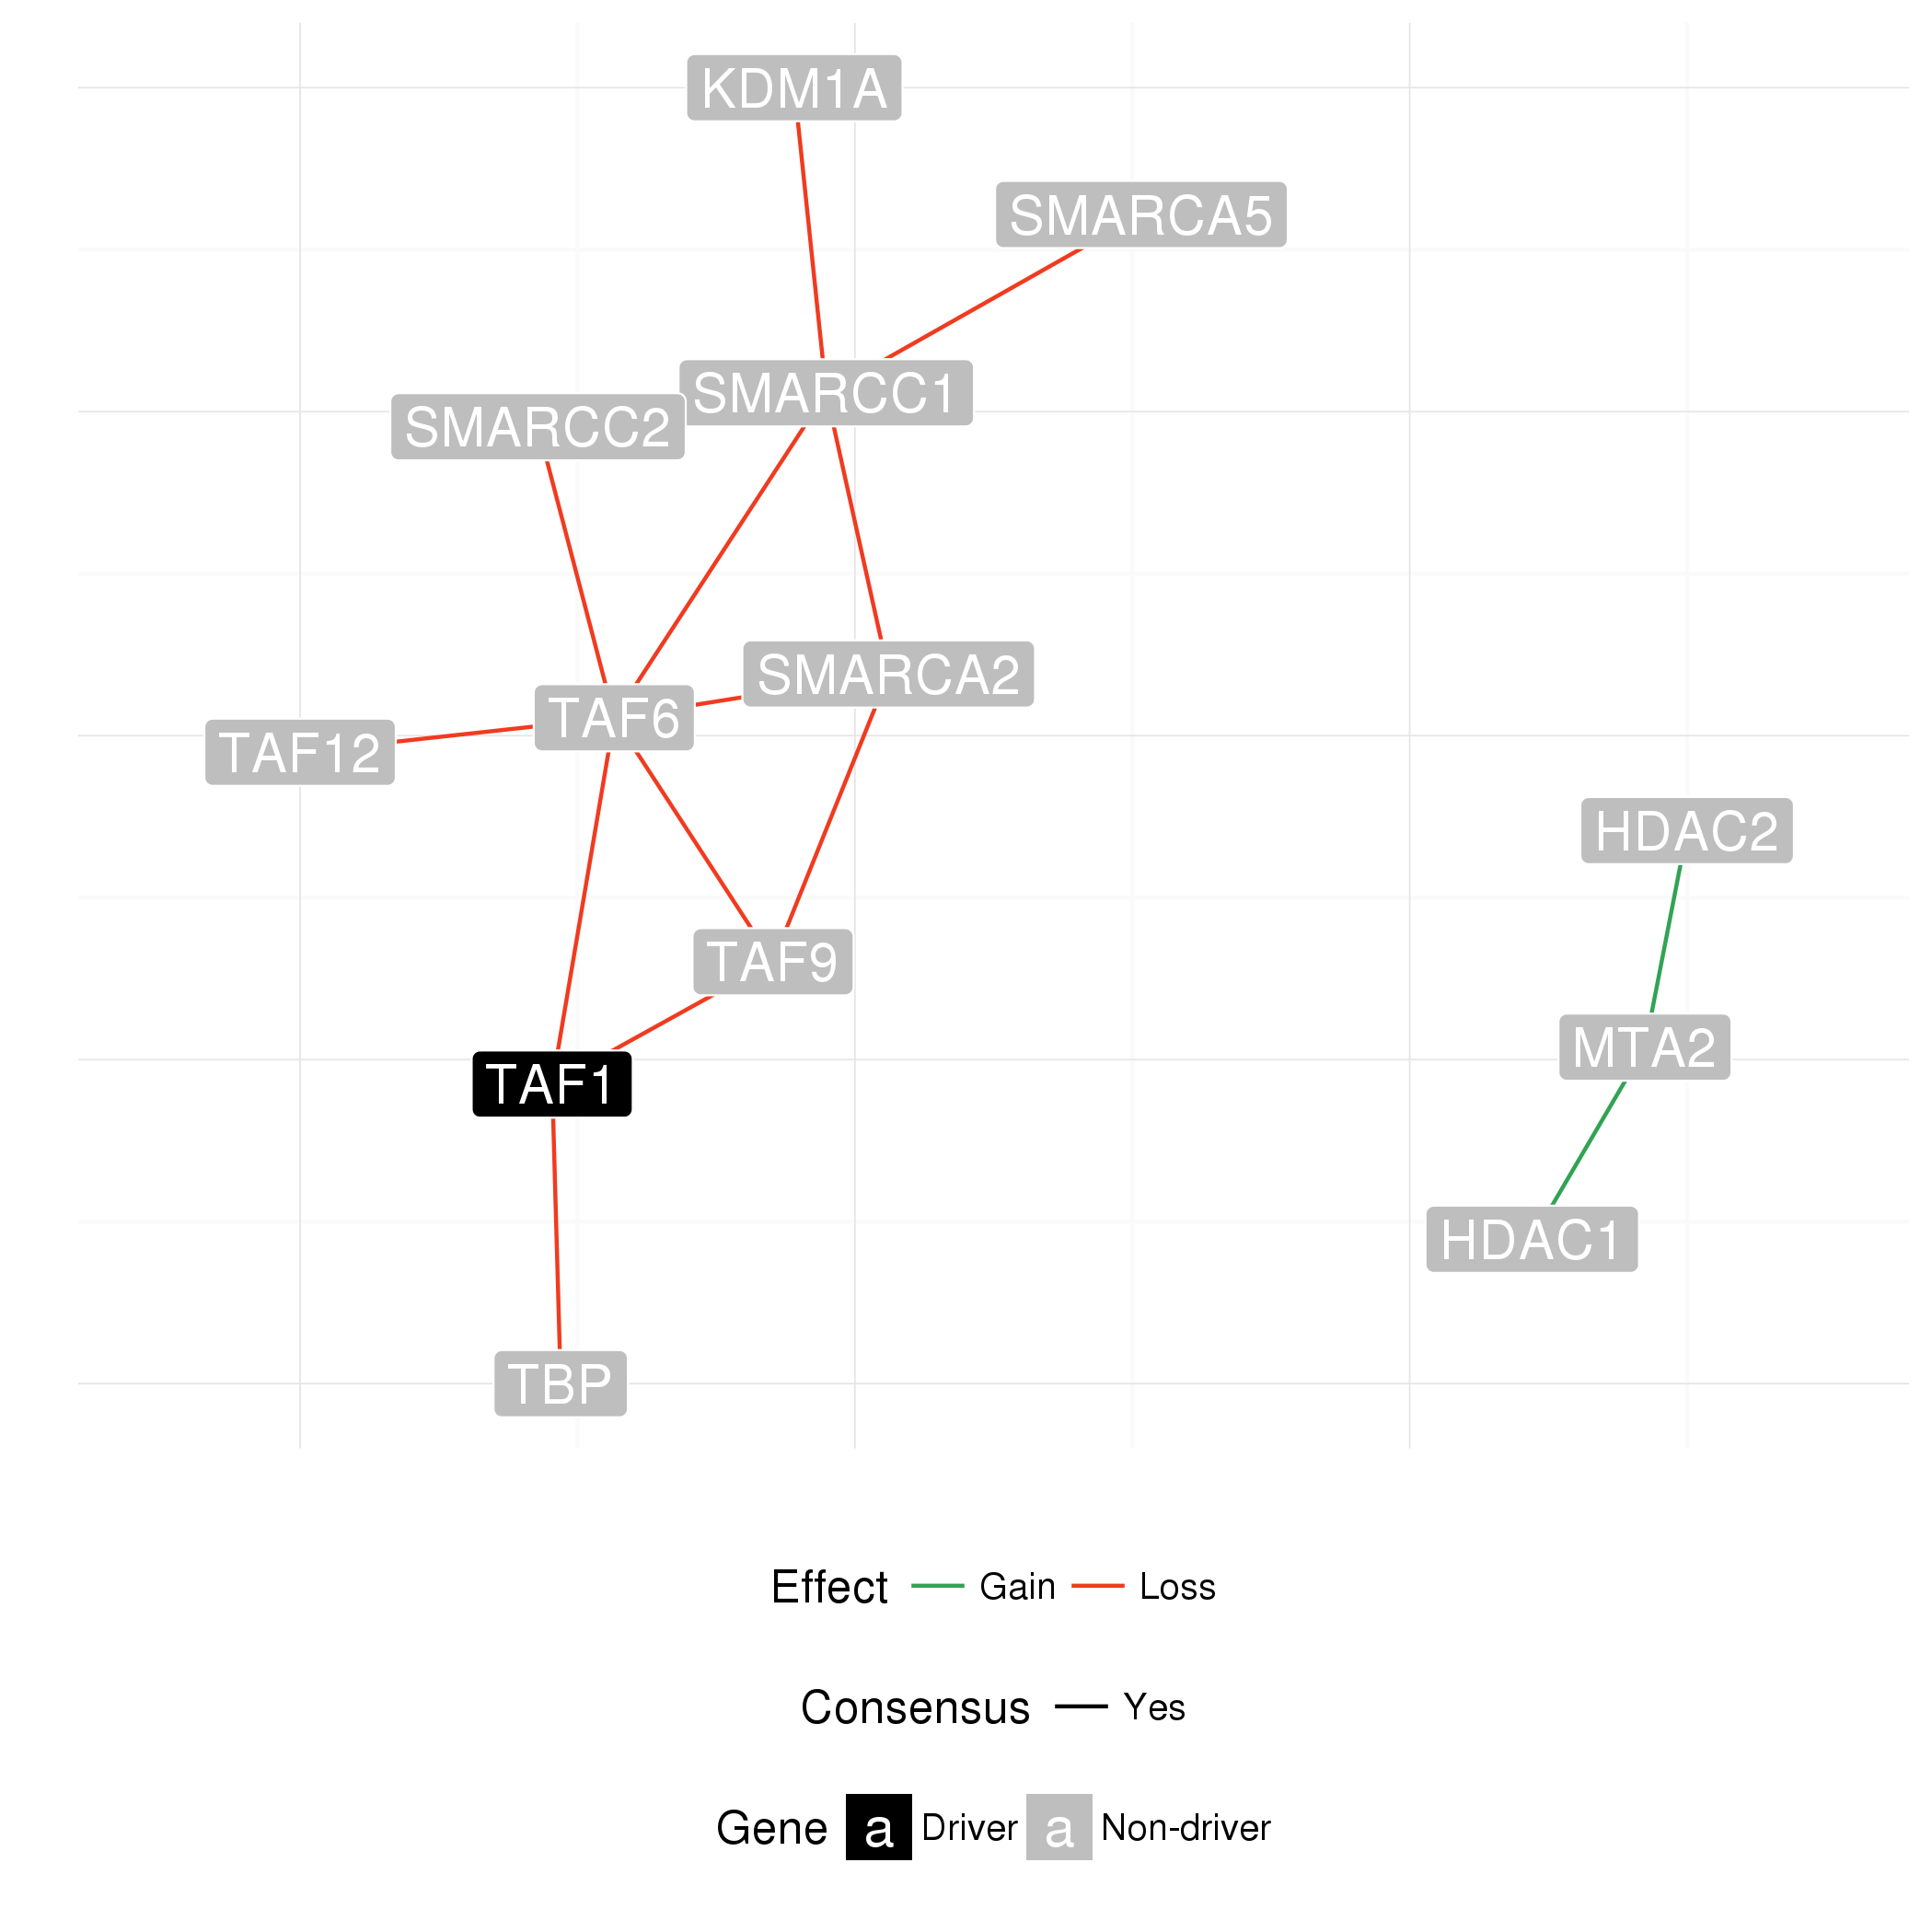 KDM1A
SMARCA5
SMARCC1
SMARCC2
SMARCA2
TAF6
TAF12
HDAC2
TAF9
MTA2
TAF1
HDAC1
TBP
Effect Gain Loss
Consensus Yes
Gene a Driver a Non-driver